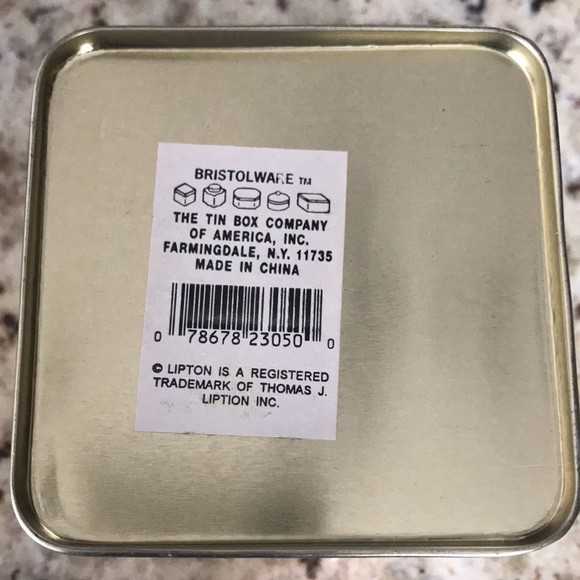 BRISTOLWARE TM
THE TIN BOX COMPANY
OF AMERICA, INC.
FARMINGDALE, N.Y. 11735
MADE IN CHINA
0 78678 23050 0
© LIPTON IS A REGISTERED
TRADEMARK OF THOMAS J.
LIPTION INC.